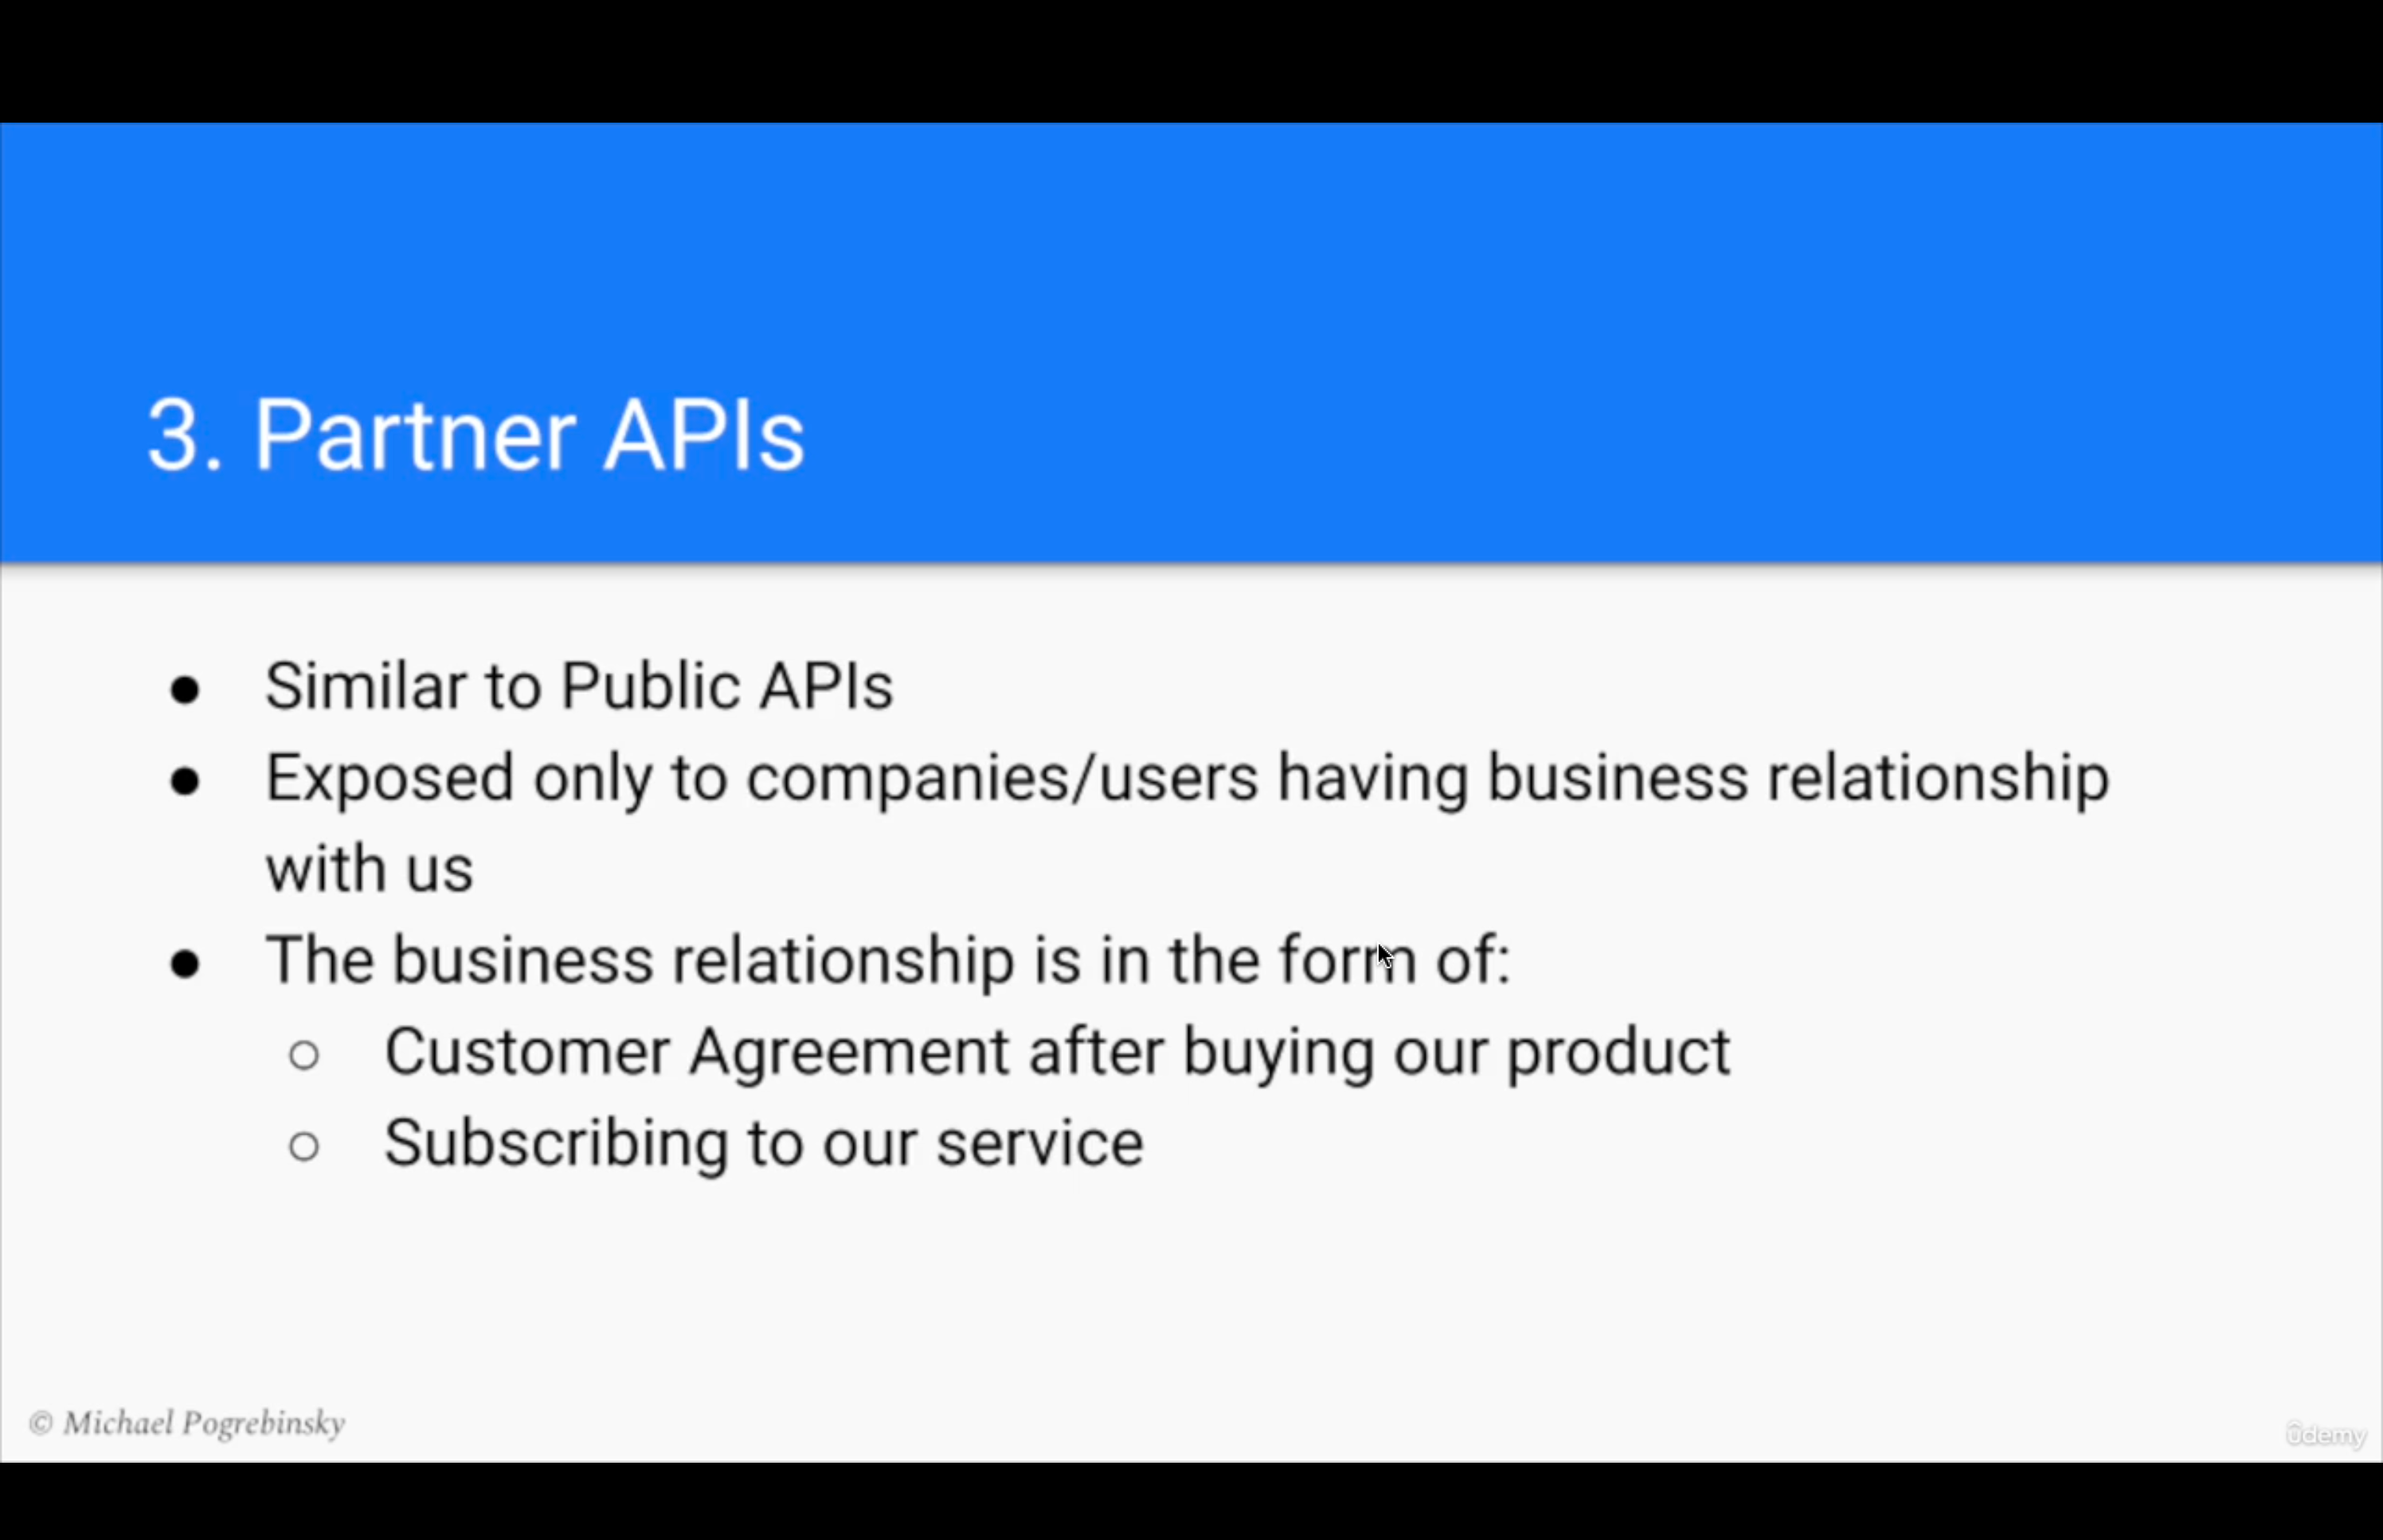 3. Partner APIs
● Similar to Public APIs
● Exposed only to companies/users having business relationship
with us
● The business relationship is in the form of:
○ Customer Agreement after buying our product
○ Subscribing to our service
© Michael Pogrebinsky
ûdemy